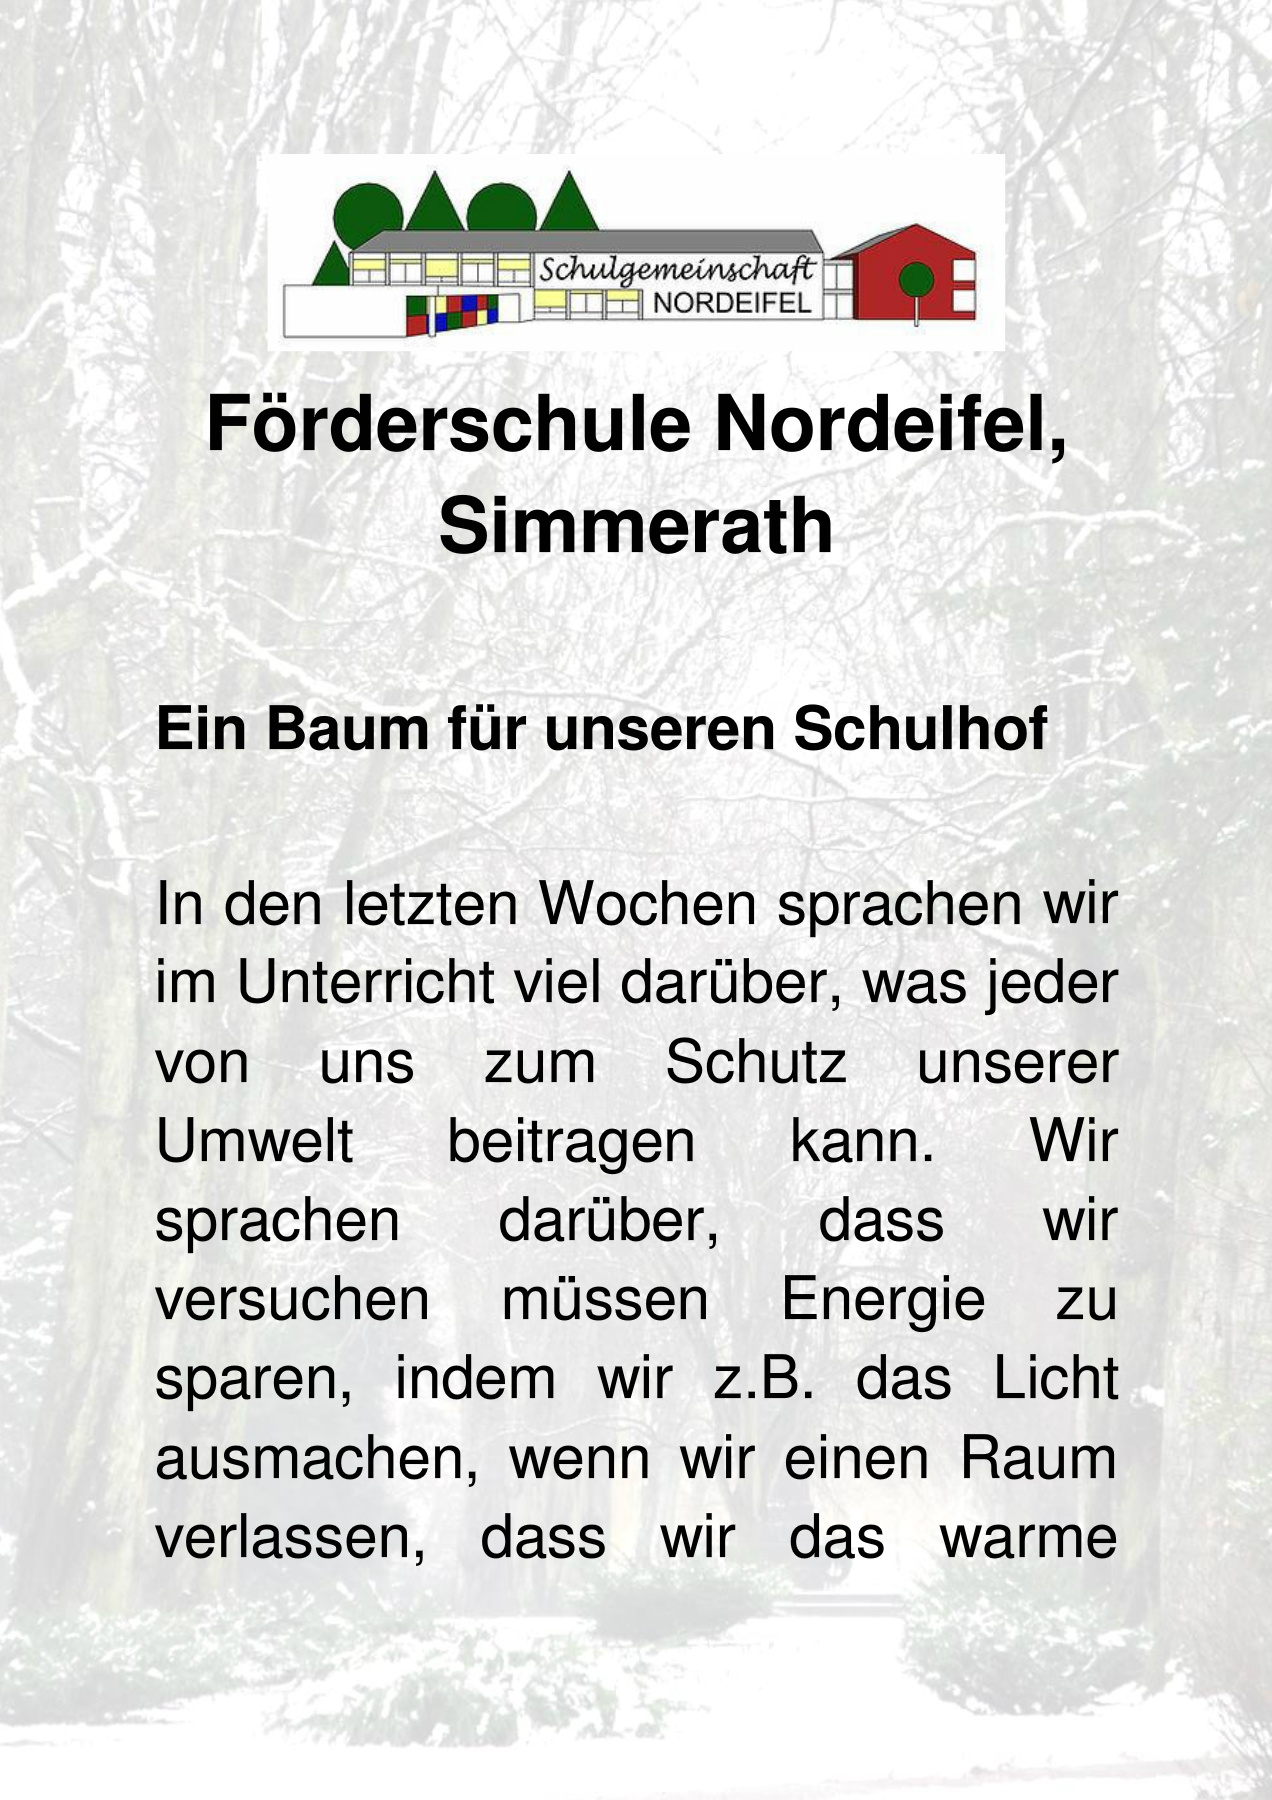 Schulgemeinschaft
NORDEIFEL
Förderschule Nordeifel,
Simmerath
Ein Baum für unseren Schulhof
In den letzten Wochen sprachen wir
im Unterricht viel darüber, was jeder
von uns zum Schutz unserer
Umwelt beitragen kann. Wir
sprachen darüber, dass wir
versuchen müssen Energie zu
sparen, indem wir z.B. das Licht
ausmachen, wenn wir einen Raum
verlassen, dass wir das warme